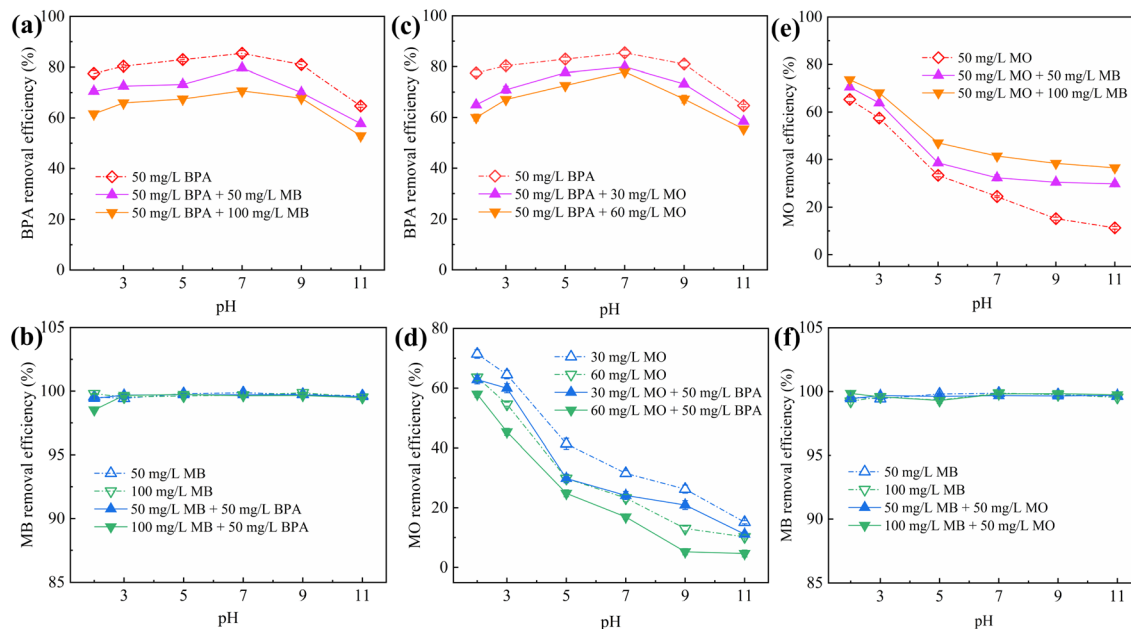 (a)
BPA removal efficiency (%)
100
80
60
40
20
0
50 mg/L BPA
50 mg/L BPA + 50 mg/L MB
50 mg/L BPA + 100 mg/L MB
3 5 7 9 11
pH
(c)
BPA removal efficiency (%)
100
80
60
40
20
0
50 mg/L BPA
50 mg/L BPA + 30 mg/L MO
50 mg/L BPA + 60 mg/L MO
3 5 7 9 11
pH
(e)
MO removal efficiency (%)
100
80
60
40
20
0
50 mg/L MO
50 mg/L MO + 50 mg/L MB
50 mg/L MO + 100 mg/L MB
3 5 7 9 11
pH
(b)
MB removal efficiency (%)
105
100
95
90
85
50 mg/L MB
100 mg/L MB
50 mg/L MB + 50 mg/L BPA
100 mg/L MB + 50 mg/L BPA
3 5 7 9 11
pH
(d)
MO removal efficiency (%)
80
60
40
20
0
30 mg/L MO
60 mg/L MO
30 mg/L MO + 50 mg/L BPA
60 mg/L MO + 50 mg/L BPA
3 5 7 9 11
pH
(f)
MB removal efficiency (%)
105
100
95
90
85
50 mg/L MB
100 mg/L MB
50 mg/L MB + 50 mg/L MO
100 mg/L MB + 50 mg/L MO
3 5 7 9 11
pH